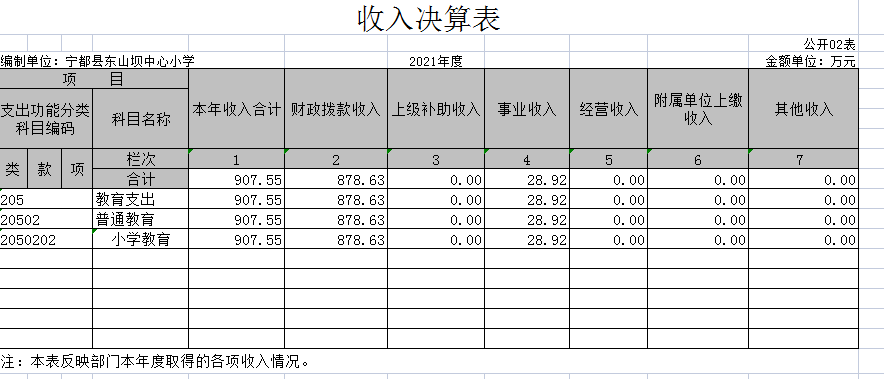 收入决算表
公开02表
编制单位：宁都县东山坝中心小学 2021年度 金额单位：万元
项 目 本年收入合计 财政拨款收入 上级补助收入 事业收入 经营收入 附属单位上缴收入 其他收入
支出功能分类科目编码 科目名称
类 款 项 栏次 1 2 3 4 5 6 7
合计 907.55 878.63 0.00 28.92 0.00 0.00 0.00
205 教育支出 907.55 878.63 0.00 28.92 0.00 0.00 0.00
20502 普通教育 907.55 878.63 0.00 28.92 0.00 0.00 0.00
2050202 小学教育 907.55 878.63 0.00 28.92 0.00 0.00 0.00
注：本表反映部门本年度取得的各项收入情况。